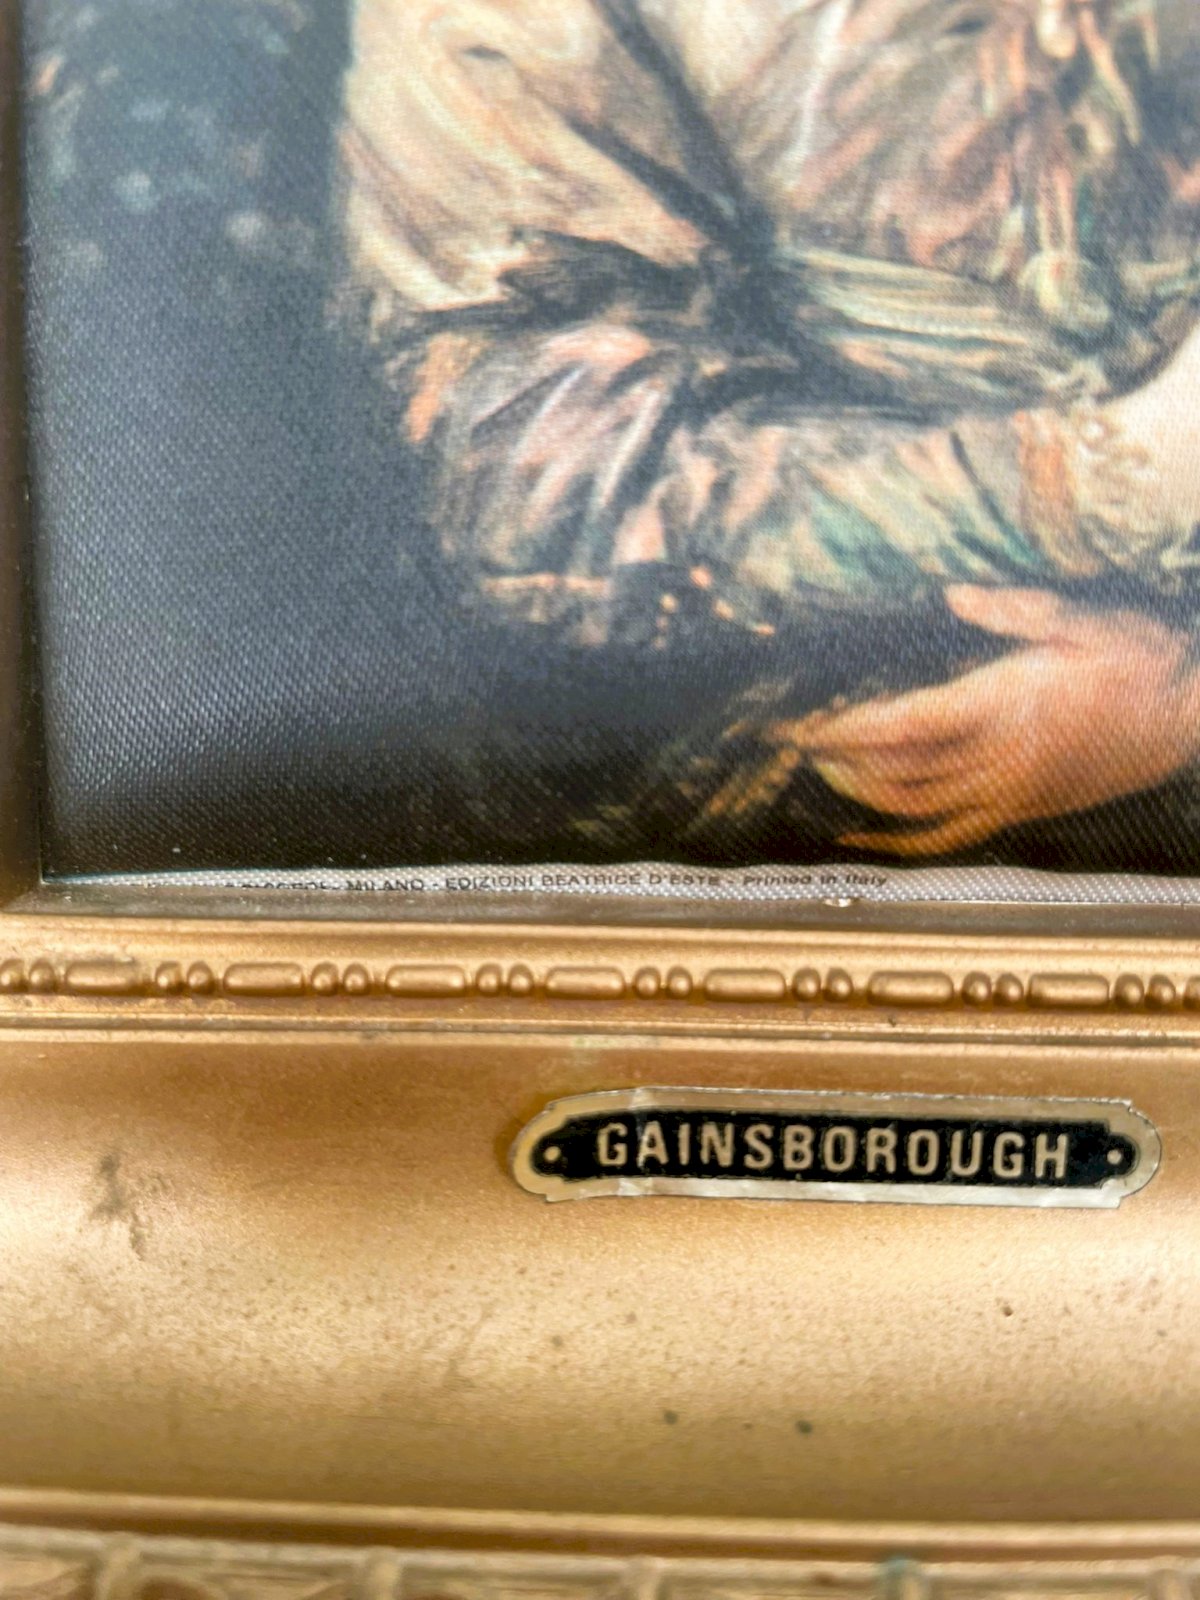 MILANO - EDIZIONI BEATRICE D'ESTE - Printed in Italy
GAINSBOROUGH